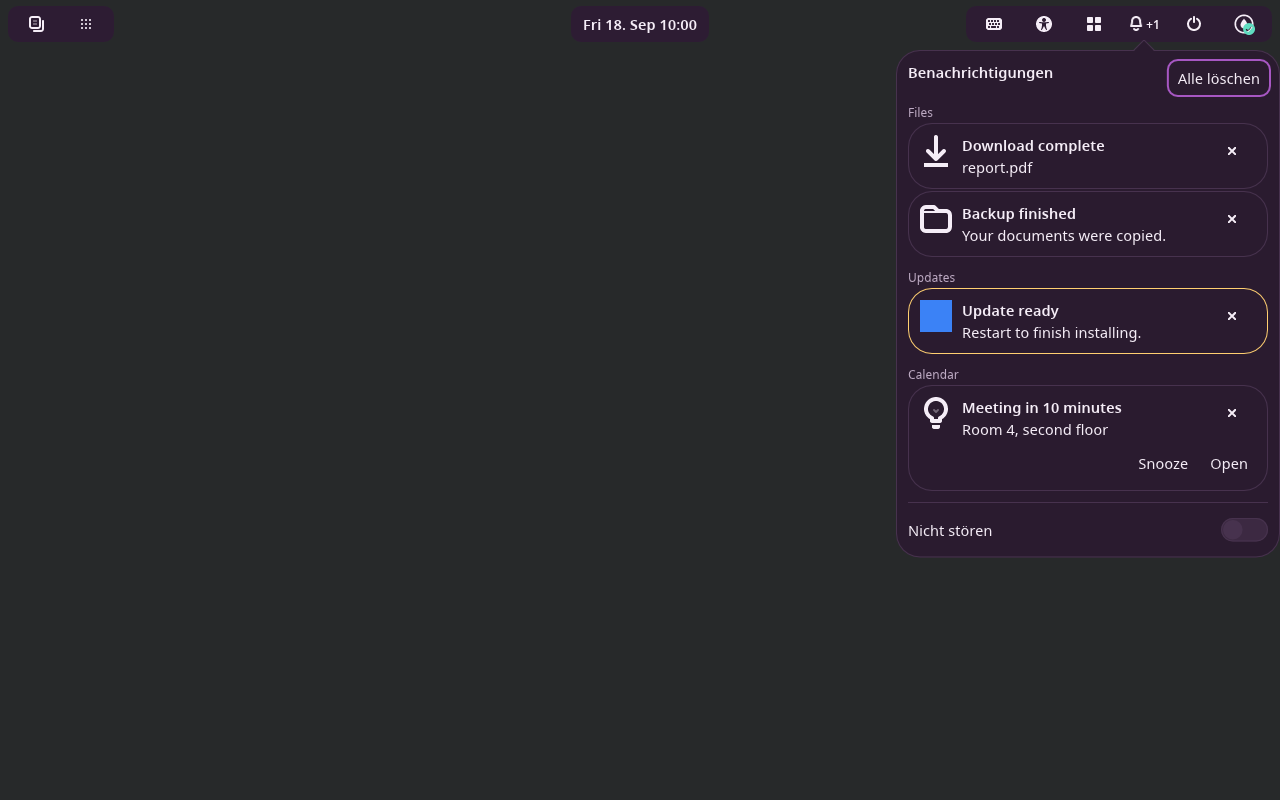 Fri 18. Sep 10:00
+1
Benachrichtigungen
Alle löschen
Files
Download complete
report.pdf
Backup finished
Your documents were copied.
Updates
Update ready
Restart to finish installing.
Calendar
Meeting in 10 minutes
Room 4, second floor
Snooze Open
Nicht stören